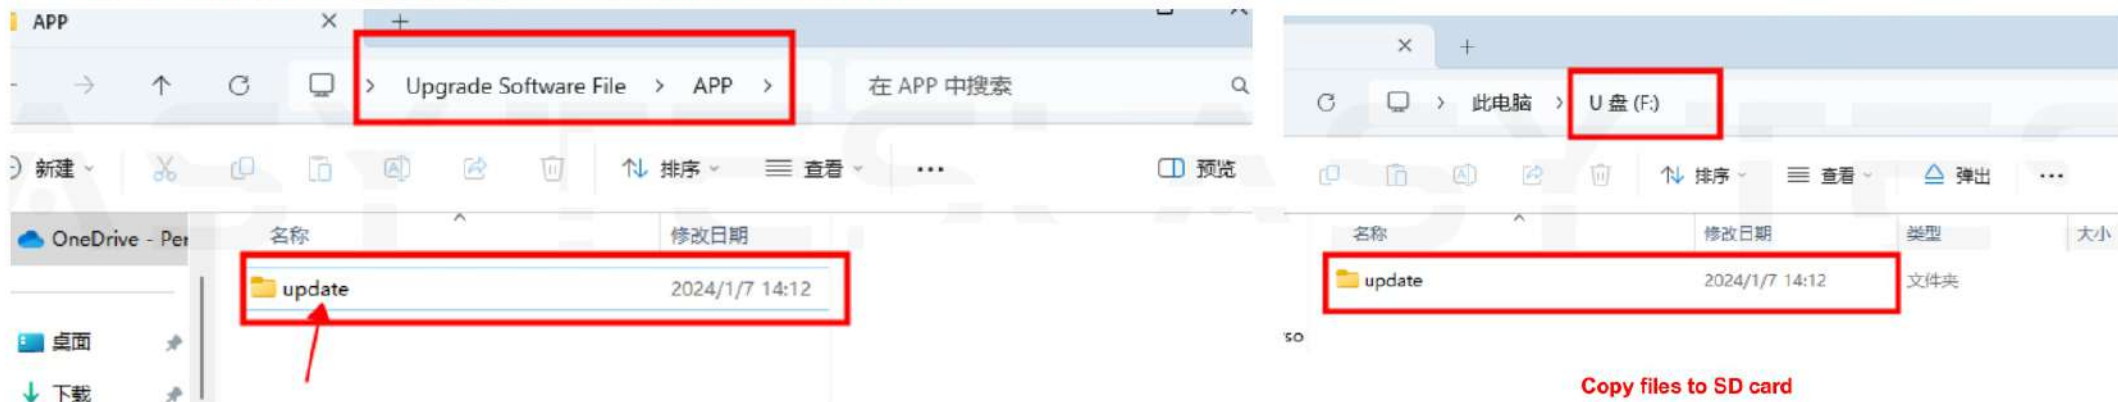 APP
Upgrade Software File > APP >
在 APP 中搜索
新建
排序
查看
...
预览
OneDrive - Per
名称
修改日期
update
2024/1/7 14:12
桌面
下载
此电脑 > U 盘 (F:)
排序
查看
弹出
...
名称
修改日期
类型
大小
update
2024/1/7 14:12
文件夹
so
Copy files to SD card